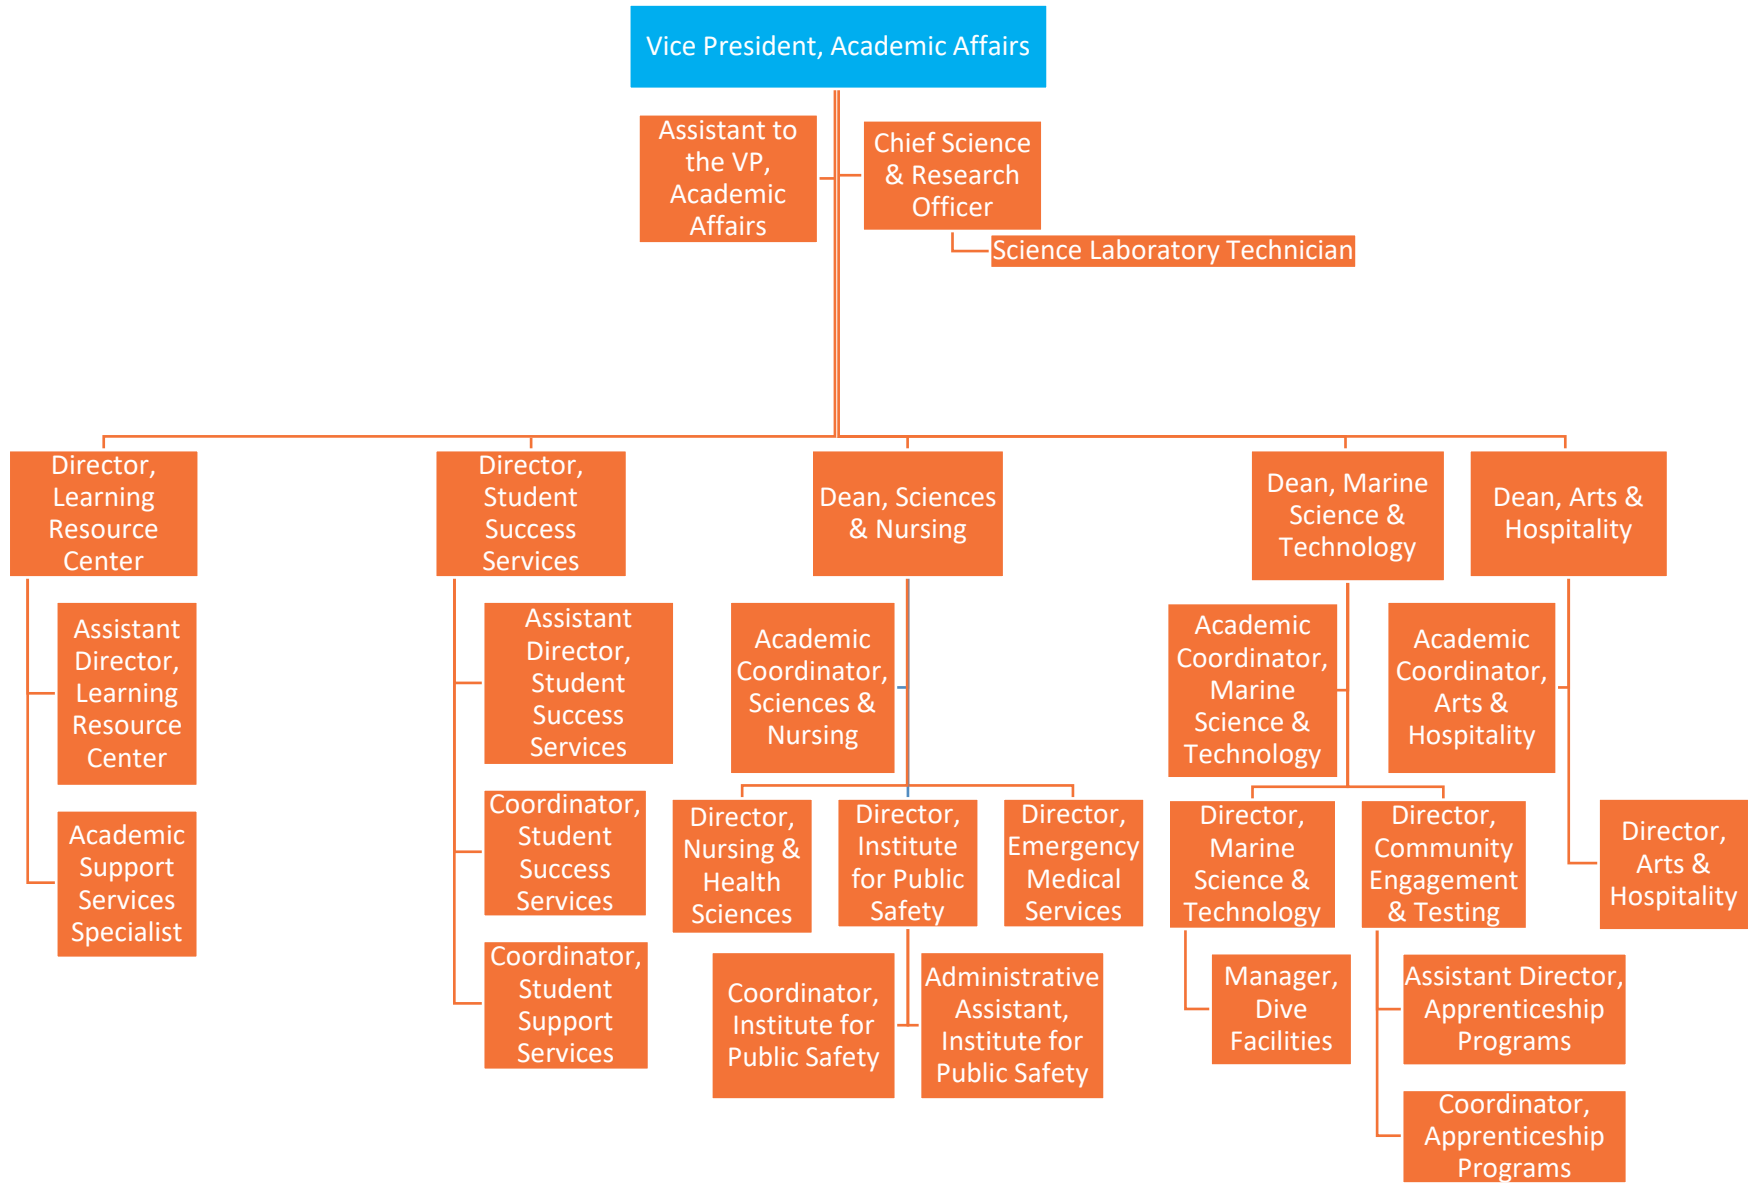 Vice President, Academic Affairs
Assistant to
the VP,
Academic
Affairs
Chief Science
& Research
Officer
Science Laboratory Technician
Director,
Learning
Resource
Center
Director,
Student
Success
Services
Dean, Sciences
& Nursing
Dean, Marine
Science &
Technology
Dean, Arts &
Hospitality
Assistant
Director,
Learning
Resource
Center
Academic
Support
Services
Specialist
Assistant
Director,
Student
Success
Services
Coordinator,
Student
Success
Services
Coordinator,
Student
Support
Services
Academic
Coordinator,
Sciences &
Nursing
Director,
Nursing &
Health
Sciences
Director,
Institute
for Public
Safety
Director,
Emergency
Medical
Services
Coordinator,
Institute for
Public Safety
Administrative
Assistant,
Institute for
Public Safety
Academic
Coordinator,
Marine
Science &
Technology
Director,
Marine
Science &
Technology
Director,
Community
Engagement
& Testing
Manager,
Dive
Facilities
Assistant Director,
Apprenticeship
Programs
Coordinator,
Apprenticeship
Programs
Academic
Coordinator,
Arts &
Hospitality
Director,
Arts &
Hospitality